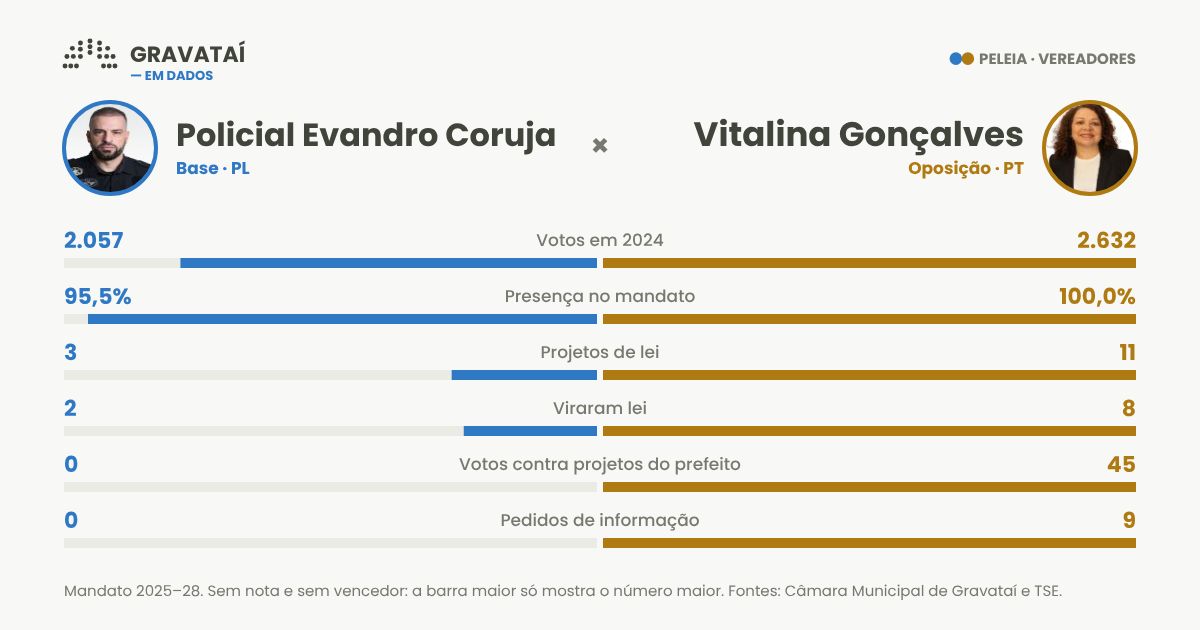 GRAVATAÍ
— EM DADOS
PELEIA · VEREADORES
Policial Evandro Coruja × Vitalina Gonçalves
Base · PL Oposição · PT
2.057 Votos em 2024 2.632
95,5% Presença no mandato 100,0%
3 Projetos de lei 11
2 Viraram lei 8
0 Votos contra projetos do prefeito 45
0 Pedidos de informação 9
Mandato 2025–28. Sem nota e sem vencedor: a barra maior só mostra o número maior. Fontes: Câmara Municipal de Gravataí e TSE.